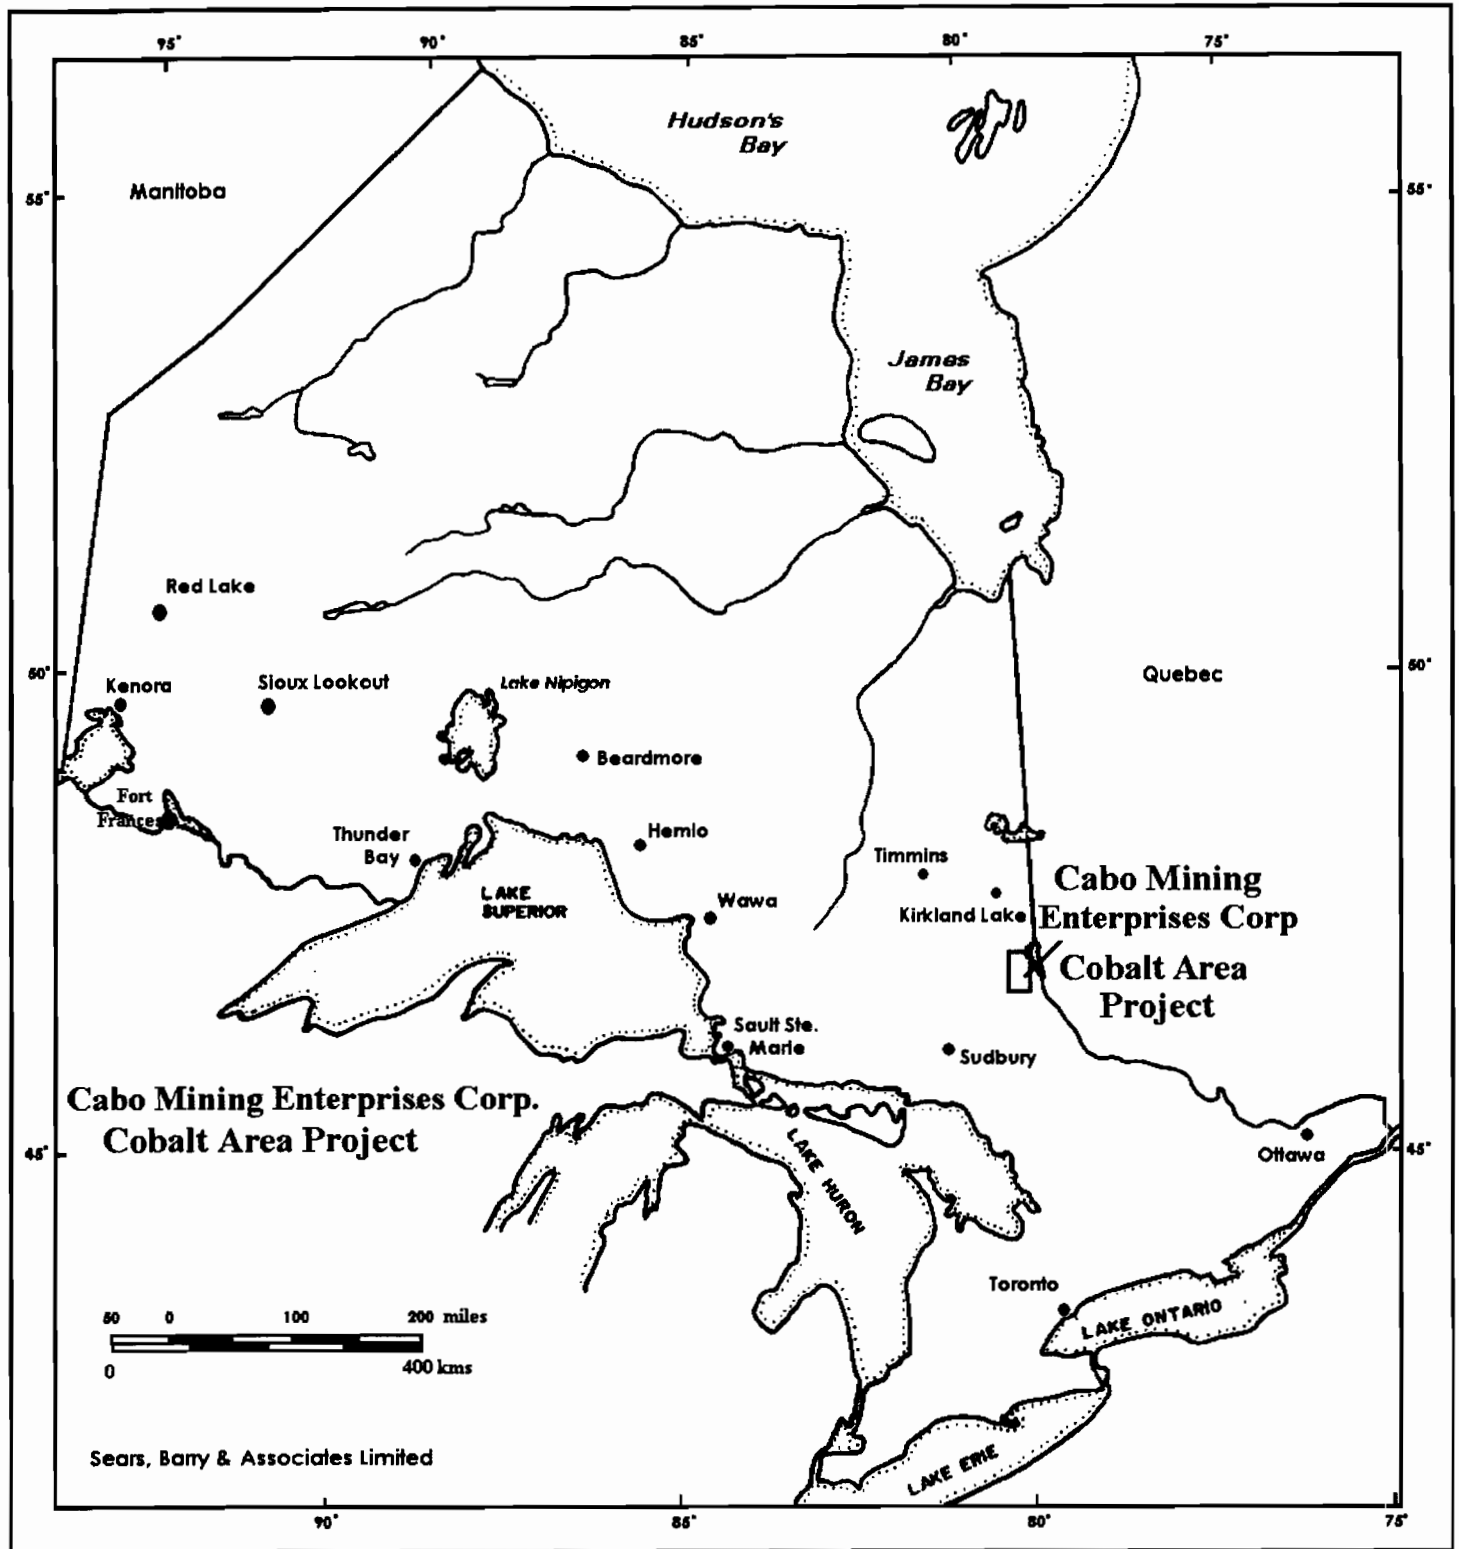 95° 90° 85° 80° 75°
Hudson's
Bay
Manitoba
55° 55°
James
Bay
Red Lake
50° 50°
Quebec
Kenora
Sioux Lookout
Lake Nipigon
Beardmore
Fort
Frances
Thunder
Bay
Hemlo
Timmins
LAKE
SUPERIOR
Wawa
Kirkland Lake
Cabo Mining
Enterprises Corp
Cobalt Area
Project
Sault Ste.
Marie
Sudbury
Cabo Mining Enterprises Corp.
Cobalt Area Project
45° 45°
Ottawa
LAKE HURON
Toronto
LAKE ONTARIO
50 0 100 200 miles
0 400 kms
Sears, Barry & Associates Limited
LAKE ERIE
90° 85° 80° 75°